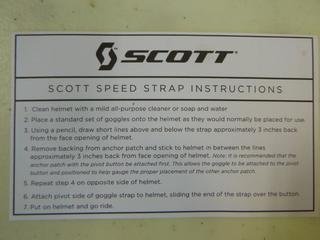 SCOTT
SCOTT SPEED STRAP INSTRUCTIONS
1. Clean helmet with a mild all-purpose cleaner or soap and water
2. Place a standard set of goggles onto the helmet as they would normally be placed for use.
3. Using a pencil, draw short lines above and below the strap approximately 3 inches back
from the face opening of helmet.
4. Remove backing from anchor patch and stick to helmet in between the lines
approximately 3 inches back from face opening of helmet. Note: It is recommended that the
anchor patch with the pivot button be attached first. This allows the goggle to be attached to the pivot
button and positioned to help gauge the proper placement of the other anchor patch.
5. Repeat step 4 on opposite side of helmet.
6. Attach pivot side of goggle strap to helmet, sliding the end of the strap over the button.
7. Put on helmet and go ride.